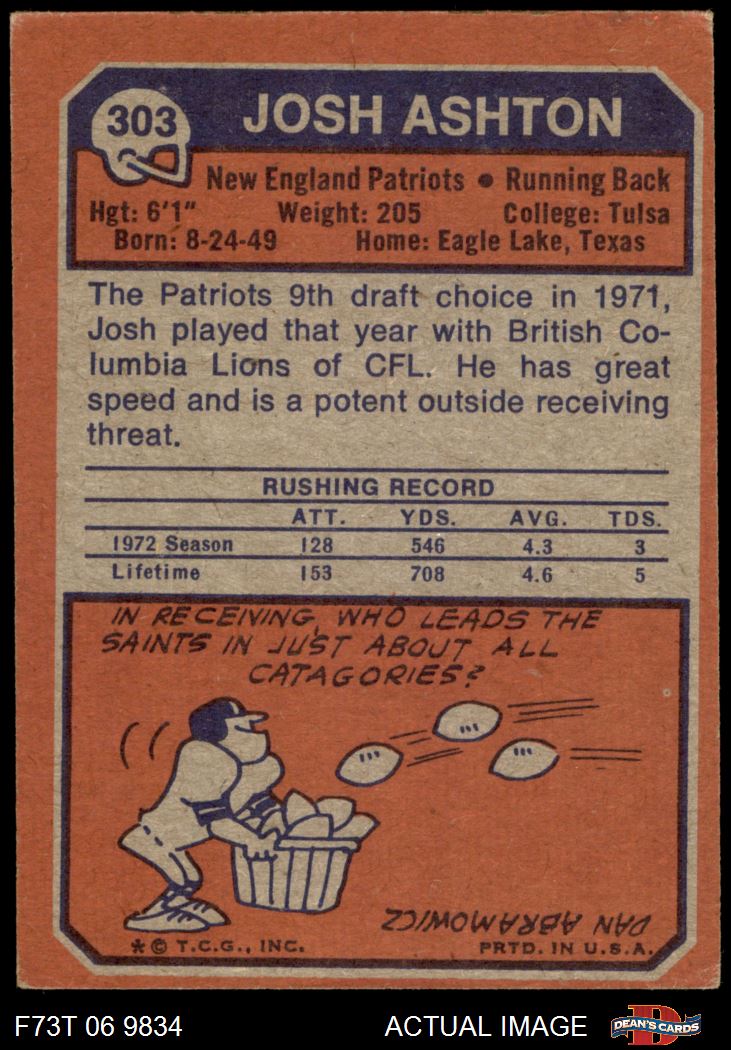 303
JOSH ASHTON
New England Patriots • Running Back
Hgt: 6'1" Weight: 205 College: Tulsa
Born: 8-24-49 Home: Eagle Lake, Texas
The Patriots 9th draft choice in 1971,
Josh played that year with British Co-
lumbia Lions of CFL. He has great
speed and is a potent outside receiving
threat.
RUSHING RECORD
ATT. YDS. AVG. TDS.
1972 Season 128 546 4.3 3
Lifetime 153 708 4.6 5
IN RECEIVING, WHO LEADS THE
SAINTS IN JUST ABOUT ALL
CATAGORIES?
DAN ABRAMOWICZ
* © T.C.G., INC. PRTD. IN U.S.A.
F73T 06 9834 ACTUAL IMAGE D DEAN'S CARDS